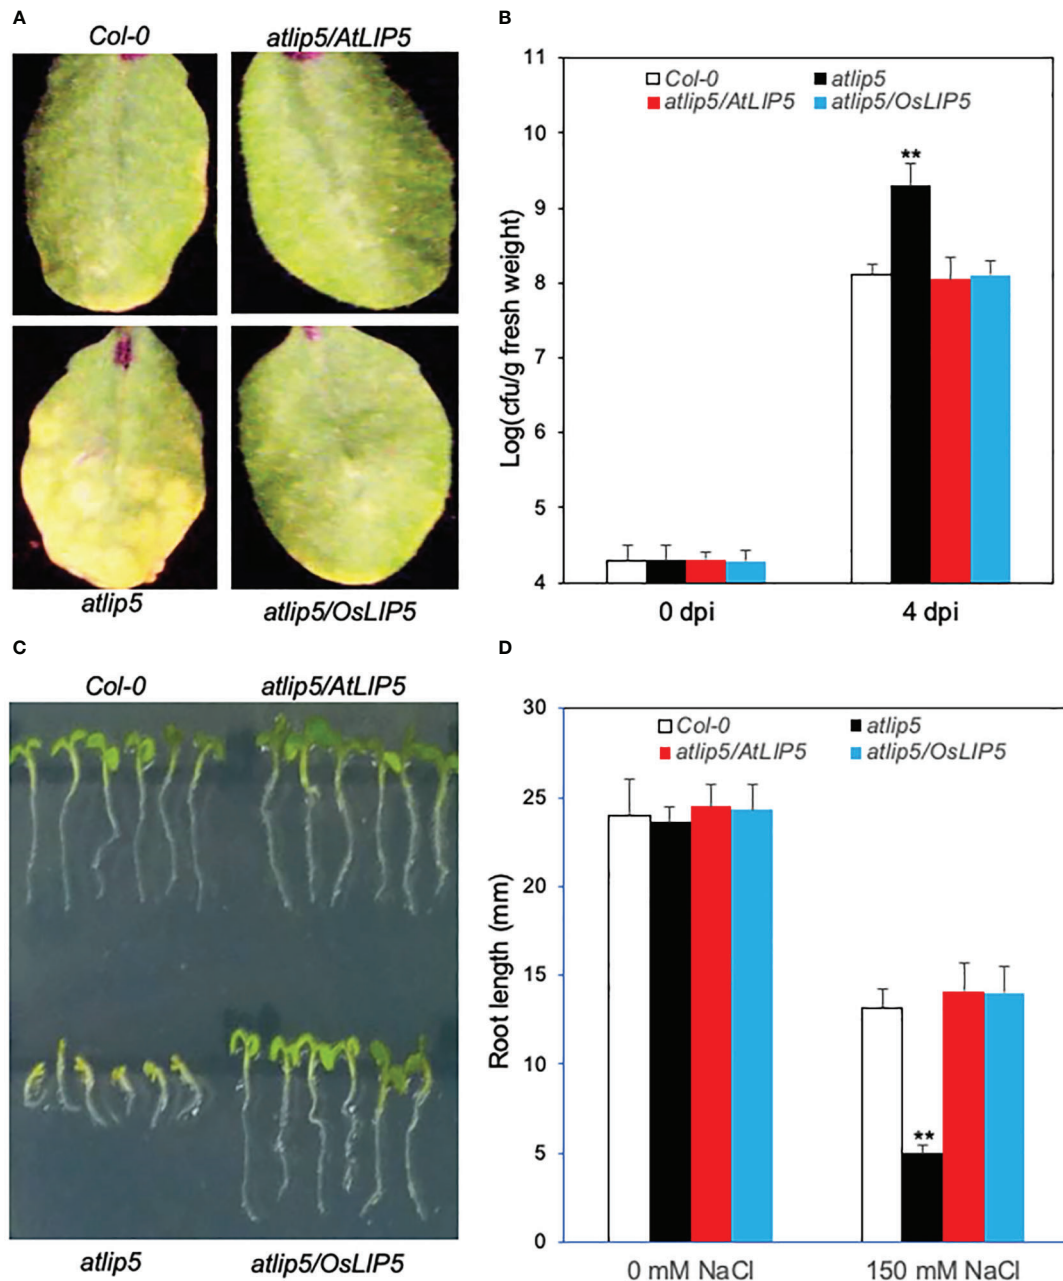 A
Col-0 atlip5/AtLIP5
atlip5 atlip5/OsLIP5
B
Col-0 atlip5
atlip5/AtLIP5 atlip5/OsLIP5
Log(cfu/g fresh weight)
11
10
9
8
7
6
5
4
**
0 dpi 4 dpi
C
Col-0 atlip5/AtLIP5
atlip5 atlip5/OsLIP5
D
Col-0 atlip5
atlip5/AtLIP5 atlip5/OsLIP5
Root length (mm)
30
25
20
15
10
5
0
**
0 mM NaCl 150 mM NaCl